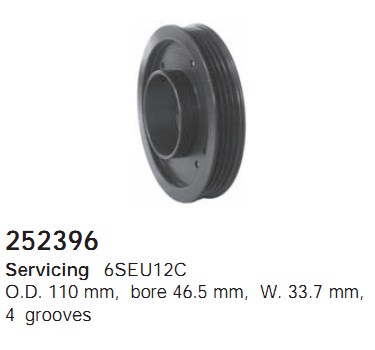 252396
Servicing 6SEU12C
O.D. 110 mm, bore 46.5 mm, W. 33.7 mm,
4 grooves